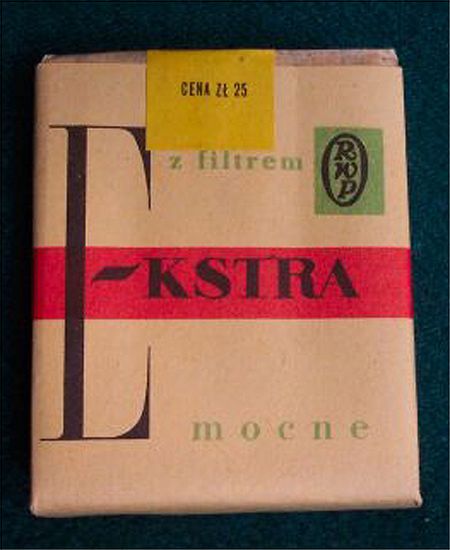 CENA ZŁ 25
z filtrem
RWP
EKSTRA
mocne